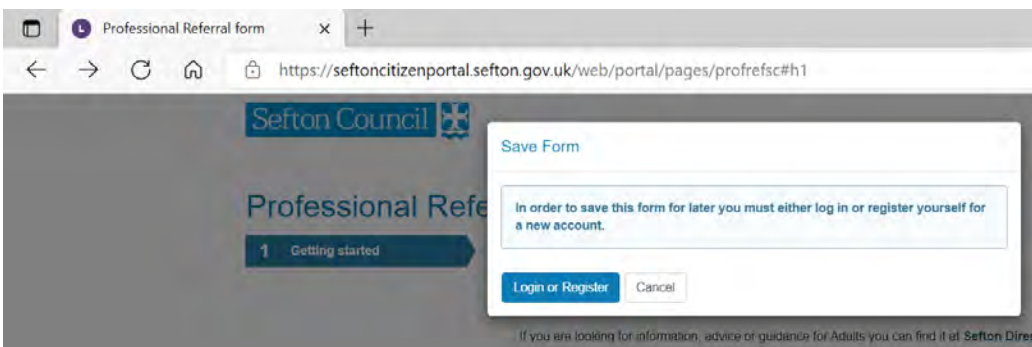 Professional Referral form
https://seftoncitizenportal.sefton.gov.uk/web/portal/pages/profrefsc#h1
Sefton Council
Save Form
In order to save this form for later you must either log in or register yourself for
a new account.
Professional Refe
1 Getting started
Login or Register
Cancel
If you are looking for information, advice or guidance for Adults you can find it at Sefton Dire